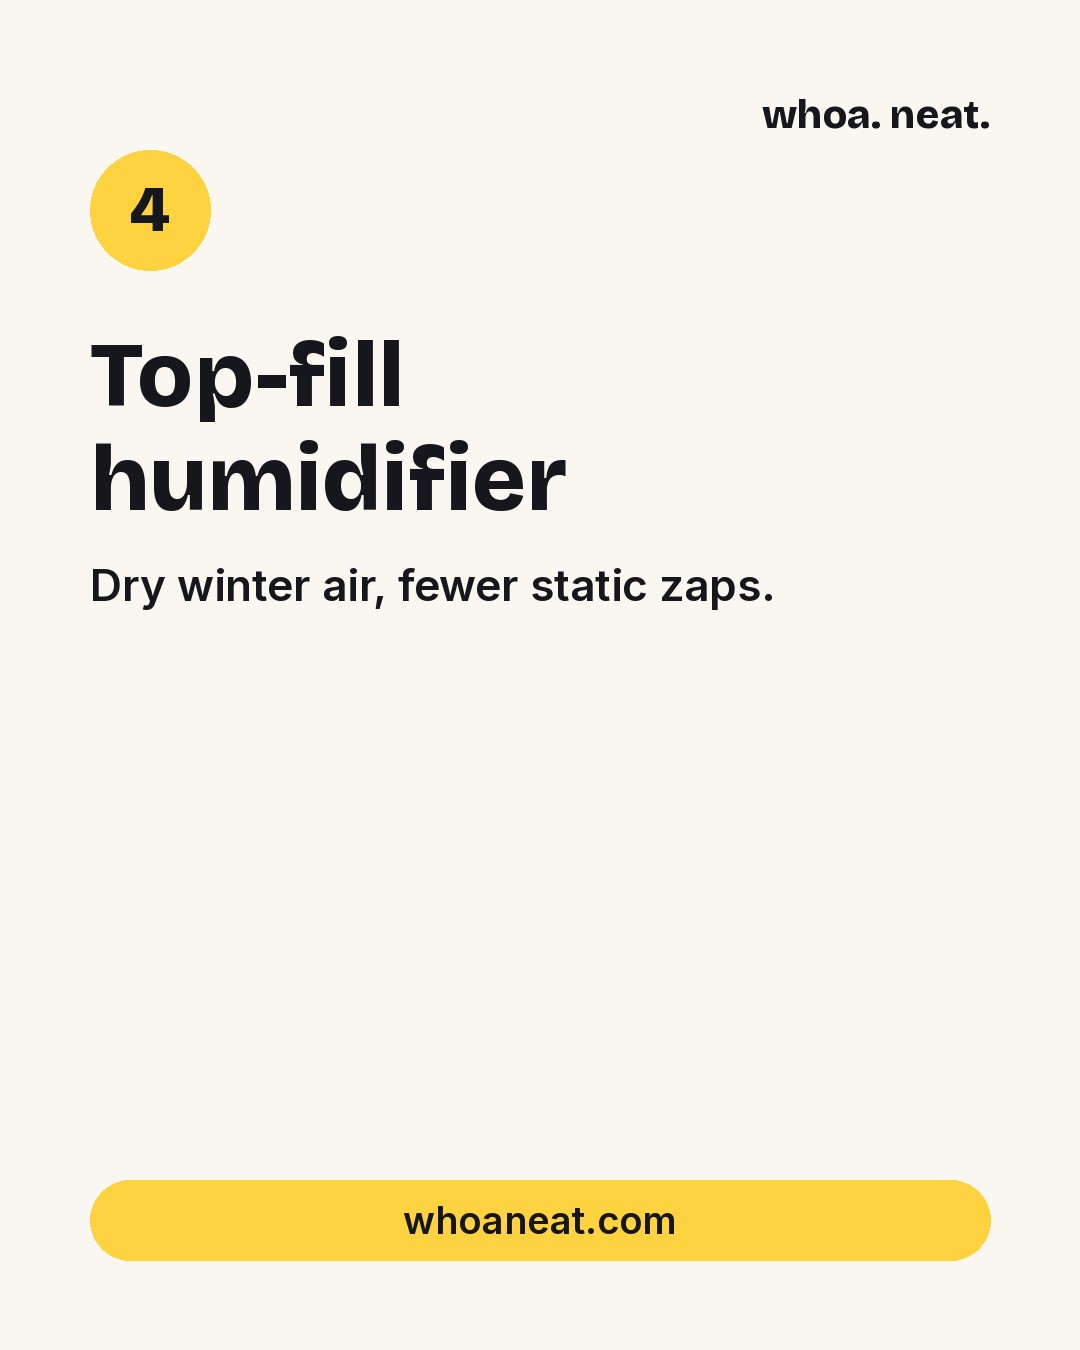 whoa. neat.
4
Top-fill
humidifier
Dry winter air, fewer static zaps.
whoaneat.com